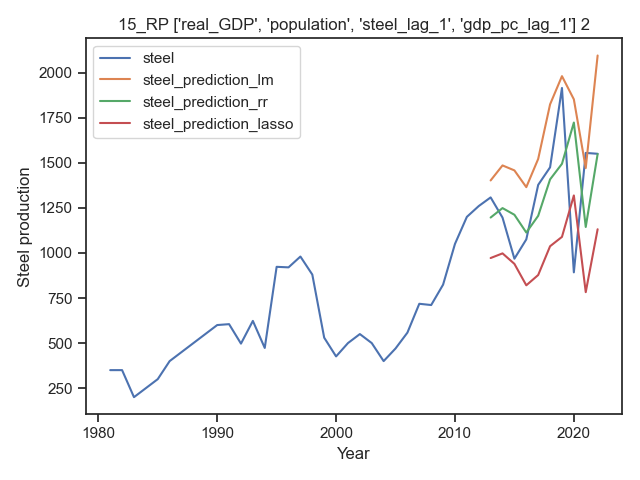 15_RP ['real_GDP', 'population', 'steel_lag_1', 'gdp_pc_lag_1'] 2
steel
steel_prediction_lm
steel_prediction_rr
steel_prediction_lasso
2000
1750
1500
1250
1000
750
500
250
Steel production
1980
1990
2000
2010
2020
Year